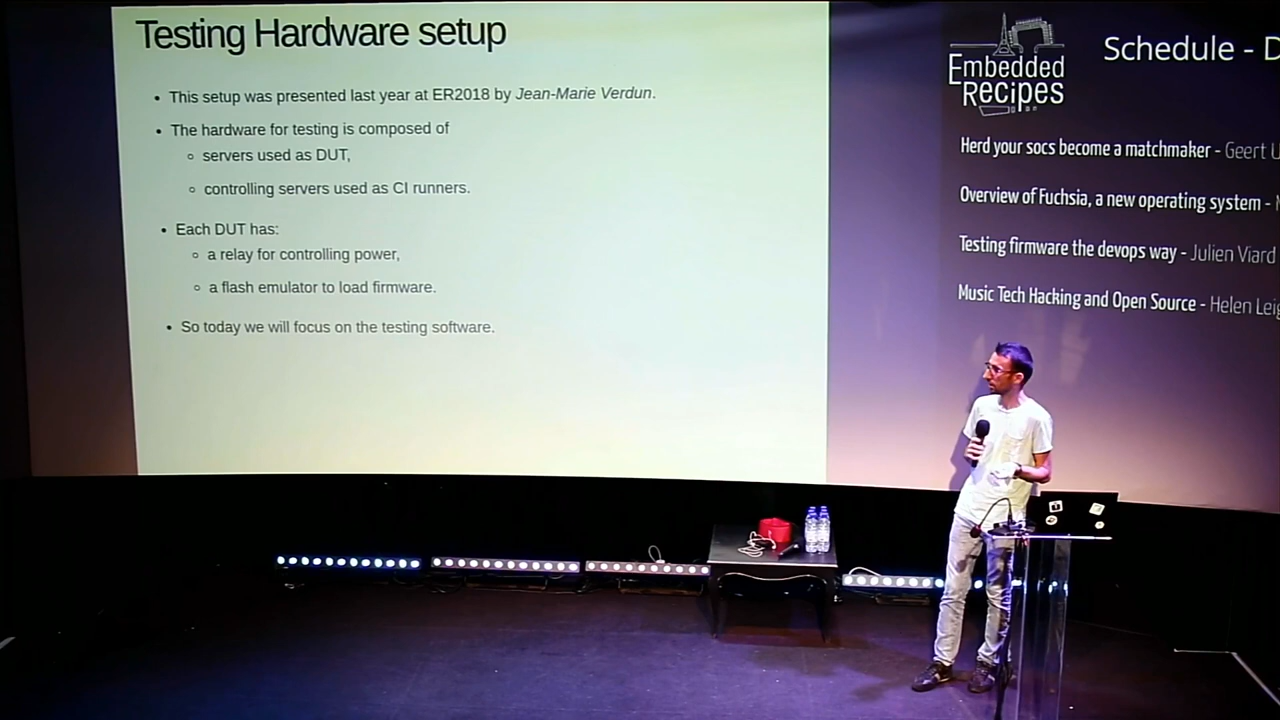 Testing Hardware setup
• This setup was presented last year at ER2018 by Jean-Marie Verdun.
• The hardware for testing is composed of
○ servers used as DUT,
○ controlling servers used as CI runners.
• Each DUT has:
○ a relay for controlling power,
○ a flash emulator to load firmware.
• So today we will focus on the testing software.
Embedded
Recipes
Schedule - D
Herd your socs become a matchmaker - Geert U
Overview of Fuchsia, a new operating system -
Testing firmware the devops way - Julien Viard
Music Tech Hacking and Open Source - Helen Leig